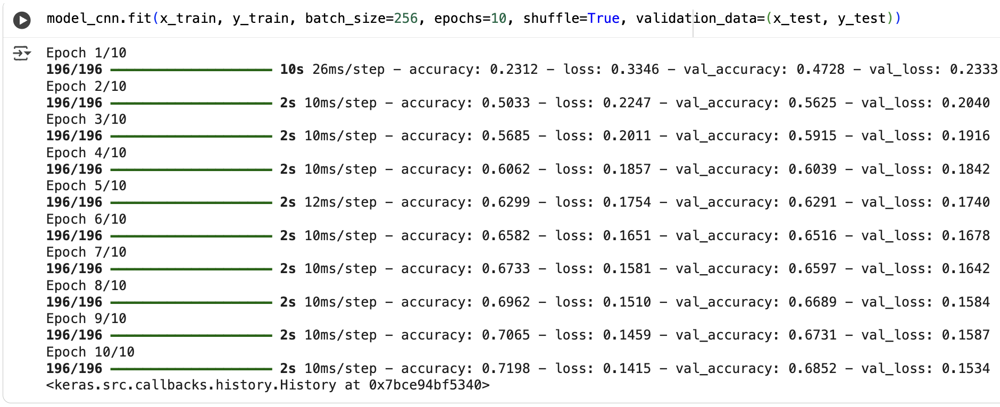 model_cnn.fit(x_train, y_train, batch_size=256, epochs=10, shuffle=True, validation_data=(x_test, y_test))
Epoch 1/10
196/196 ━━━━━━━━━━━━━━━━━━━━ 10s 26ms/step - accuracy: 0.2312 - loss: 0.3346 - val_accuracy: 0.4728 - val_loss: 0.2333
Epoch 2/10
196/196 ━━━━━━━━━━━━━━━━━━━━ 2s 10ms/step - accuracy: 0.5033 - loss: 0.2247 - val_accuracy: 0.5625 - val_loss: 0.2040
Epoch 3/10
196/196 ━━━━━━━━━━━━━━━━━━━━ 2s 10ms/step - accuracy: 0.5685 - loss: 0.2011 - val_accuracy: 0.5915 - val_loss: 0.1916
Epoch 4/10
196/196 ━━━━━━━━━━━━━━━━━━━━ 2s 10ms/step - accuracy: 0.6062 - loss: 0.1857 - val_accuracy: 0.6039 - val_loss: 0.1842
Epoch 5/10
196/196 ━━━━━━━━━━━━━━━━━━━━ 2s 12ms/step - accuracy: 0.6299 - loss: 0.1754 - val_accuracy: 0.6291 - val_loss: 0.1740
Epoch 6/10
196/196 ━━━━━━━━━━━━━━━━━━━━ 2s 10ms/step - accuracy: 0.6582 - loss: 0.1651 - val_accuracy: 0.6516 - val_loss: 0.1678
Epoch 7/10
196/196 ━━━━━━━━━━━━━━━━━━━━ 2s 10ms/step - accuracy: 0.6733 - loss: 0.1581 - val_accuracy: 0.6597 - val_loss: 0.1642
Epoch 8/10
196/196 ━━━━━━━━━━━━━━━━━━━━ 2s 10ms/step - accuracy: 0.6962 - loss: 0.1510 - val_accuracy: 0.6689 - val_loss: 0.1584
Epoch 9/10
196/196 ━━━━━━━━━━━━━━━━━━━━ 2s 10ms/step - accuracy: 0.7065 - loss: 0.1459 - val_accuracy: 0.6731 - val_loss: 0.1587
Epoch 10/10
196/196 ━━━━━━━━━━━━━━━━━━━━ 2s 10ms/step - accuracy: 0.7198 - loss: 0.1415 - val_accuracy: 0.6852 - val_loss: 0.1534
<keras.src.callbacks.history.History at 0x7bce94bf5340>